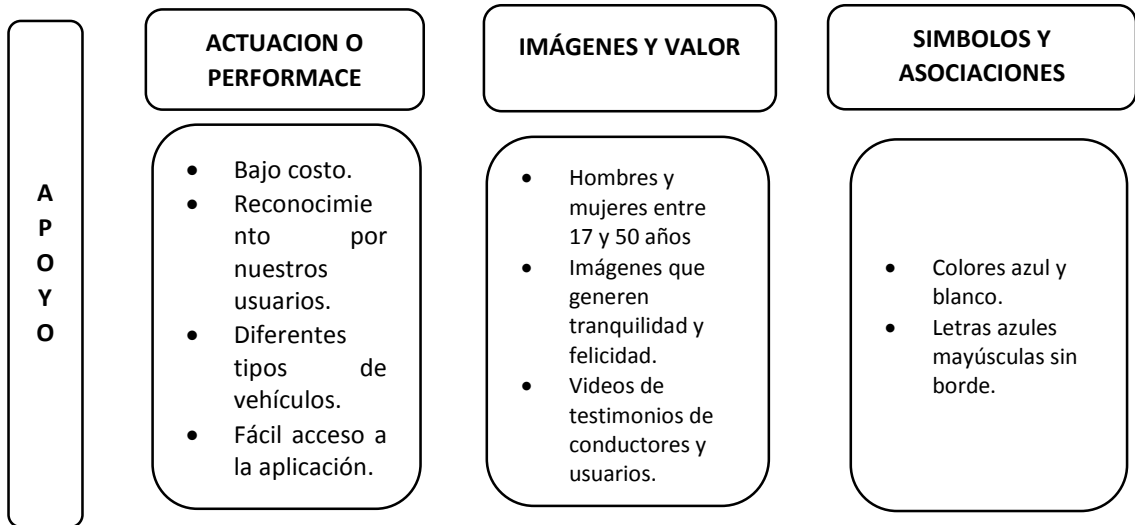 A
P
O
Y
O
ACTUACION O
PERFORMACE
• Bajo costo.
• Reconocimie
nto por
nuestros
usuarios.
• Diferentes
tipos de
vehículos.
• Fácil acceso a
la aplicación.
IMÁGENES Y VALOR
• Hombres y
mujeres entre
17 y 50 años
• Imágenes que
generen
tranquilidad y
felicidad.
• Videos de
testimonios de
conductores y
usuarios.
SIMBOLOS Y
ASOCIACIONES
• Colores azul y
blanco.
• Letras azules
mayúsculas sin
borde.